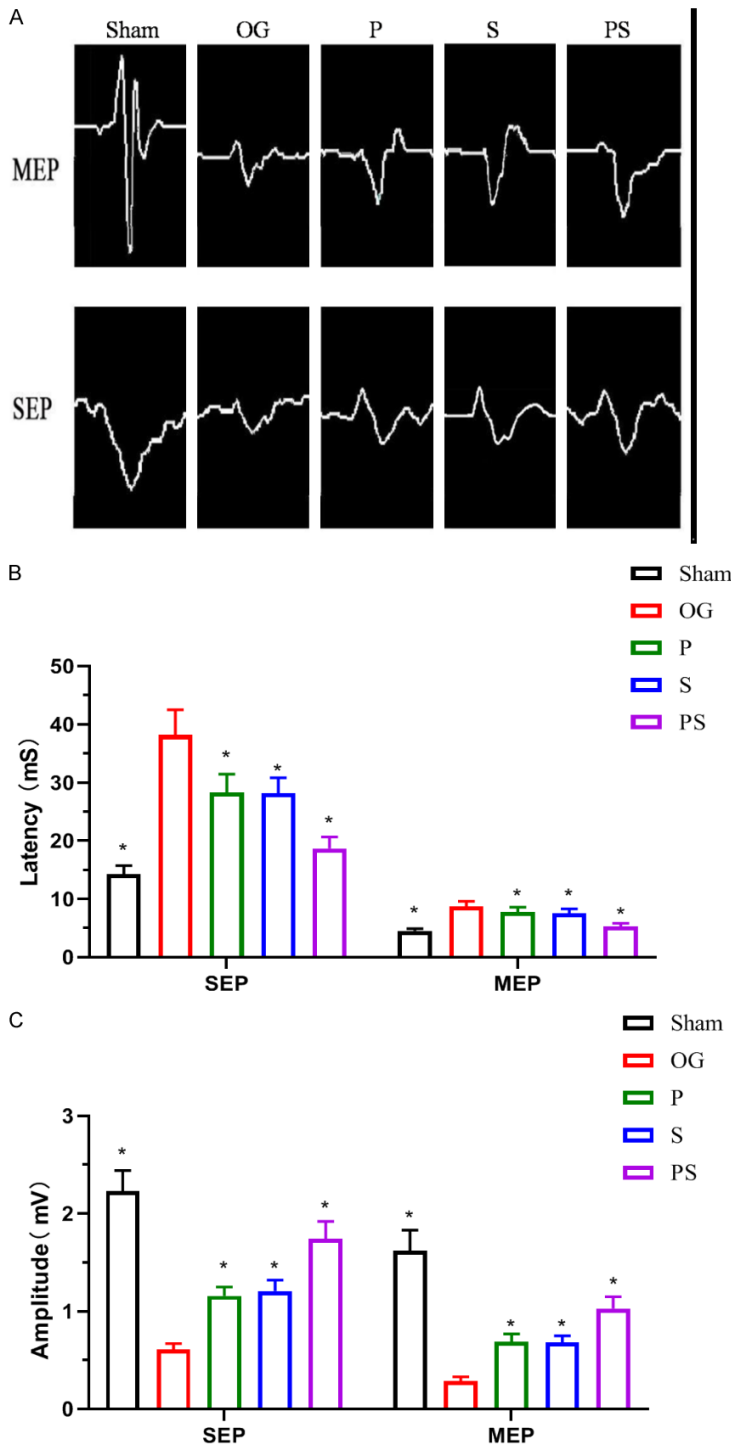 A
Sham OG P S PS
MEP
SEP
B
Sham
OG
P
S
PS
50
40
30
20
10
0
Latency (mS)
* * * * * * * *
SEP MEP
C
Sham
OG
P
S
PS
3
2
1
0
Amplitude( mV)
* * * * * * * *
SEP MEP